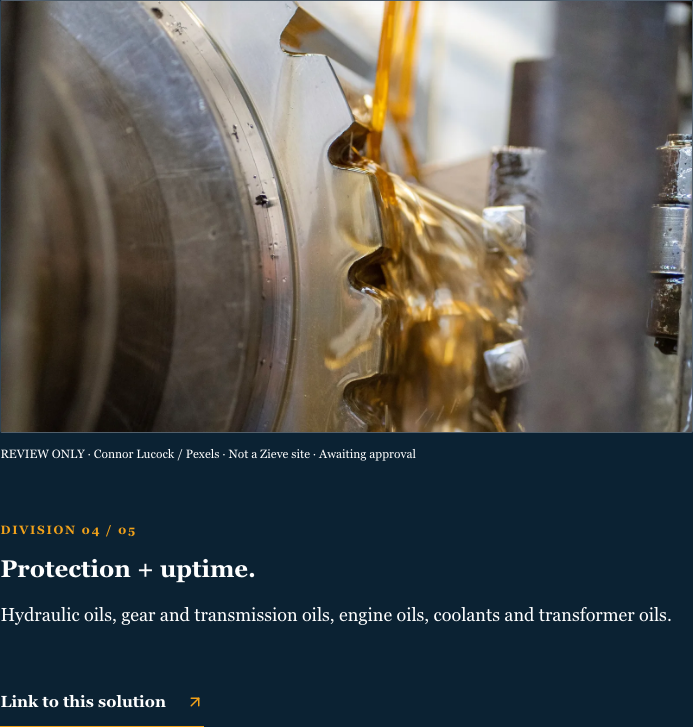 REVIEW ONLY · Connor Lucock / Pexels · Not a Zieve site · Awaiting approval
DIVISION 04 / 05
Protection + uptime.
Hydraulic oils, gear and transmission oils, engine oils, coolants and transformer oils.
Link to this solution